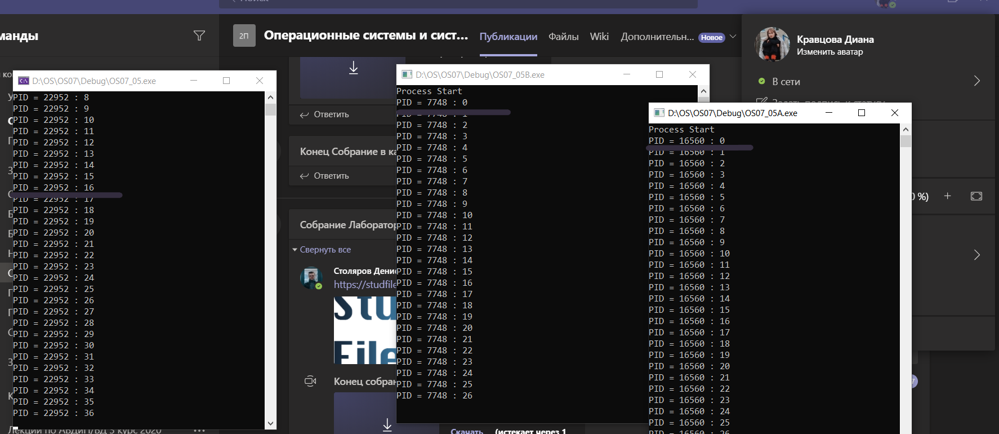 Поиск
манды
2П
Операционные системы и сист...
Публикации
Файлы
Wiki
Дополнительн...
Новое
Кравцова Диана
Изменить аватар
В сети
Задать подпись к статусу
Ответить
Конец Собрание в ка
Ответить
Собрание Лаборатор
Свернуть все
Столяров Денис
https://studfile
Stu
File
Конец собран
Скачать
(истекает через 1
Лекции по АБДиП/БД 3 курс 2020
%)
D:\OS\OS07\Debug\OS07_05.exe
PID = 22952 : 8
PID = 22952 : 9
PID = 22952 : 10
PID = 22952 : 11
PID = 22952 : 12
PID = 22952 : 13
PID = 22952 : 14
PID = 22952 : 15
PID = 22952 : 16
PID = 22952 : 17
PID = 22952 : 18
PID = 22952 : 19
PID = 22952 : 20
PID = 22952 : 21
PID = 22952 : 22
PID = 22952 : 23
PID = 22952 : 24
PID = 22952 : 25
PID = 22952 : 26
PID = 22952 : 27
PID = 22952 : 28
PID = 22952 : 29
PID = 22952 : 30
PID = 22952 : 31
PID = 22952 : 32
PID = 22952 : 33
PID = 22952 : 34
PID = 22952 : 35
PID = 22952 : 36
D:\OS\OS07\Debug\OS07_05B.exe
Process Start
PID = 7748 : 0
PID = 7748 : 1
PID = 7748 : 2
PID = 7748 : 3
PID = 7748 : 4
PID = 7748 : 5
PID = 7748 : 6
PID = 7748 : 7
PID = 7748 : 8
PID = 7748 : 9
PID = 7748 : 10
PID = 7748 : 11
PID = 7748 : 12
PID = 7748 : 13
PID = 7748 : 14
PID = 7748 : 15
PID = 7748 : 16
PID = 7748 : 17
PID = 7748 : 18
PID = 7748 : 19
PID = 7748 : 20
PID = 7748 : 21
PID = 7748 : 22
PID = 7748 : 23
PID = 7748 : 24
PID = 7748 : 25
PID = 7748 : 26
D:\OS\OS07\Debug\OS07_05A.exe
Process Start
PID = 16560 : 0
PID = 16560 : 1
PID = 16560 : 2
PID = 16560 : 3
PID = 16560 : 4
PID = 16560 : 5
PID = 16560 : 6
PID = 16560 : 7
PID = 16560 : 8
PID = 16560 : 9
PID = 16560 : 10
PID = 16560 : 11
PID = 16560 : 12
PID = 16560 : 13
PID = 16560 : 14
PID = 16560 : 15
PID = 16560 : 16
PID = 16560 : 17
PID = 16560 : 18
PID = 16560 : 19
PID = 16560 : 20
PID = 16560 : 21
PID = 16560 : 22
PID = 16560 : 23
PID = 16560 : 24
PID = 16560 : 25
PID = 16560 : 26